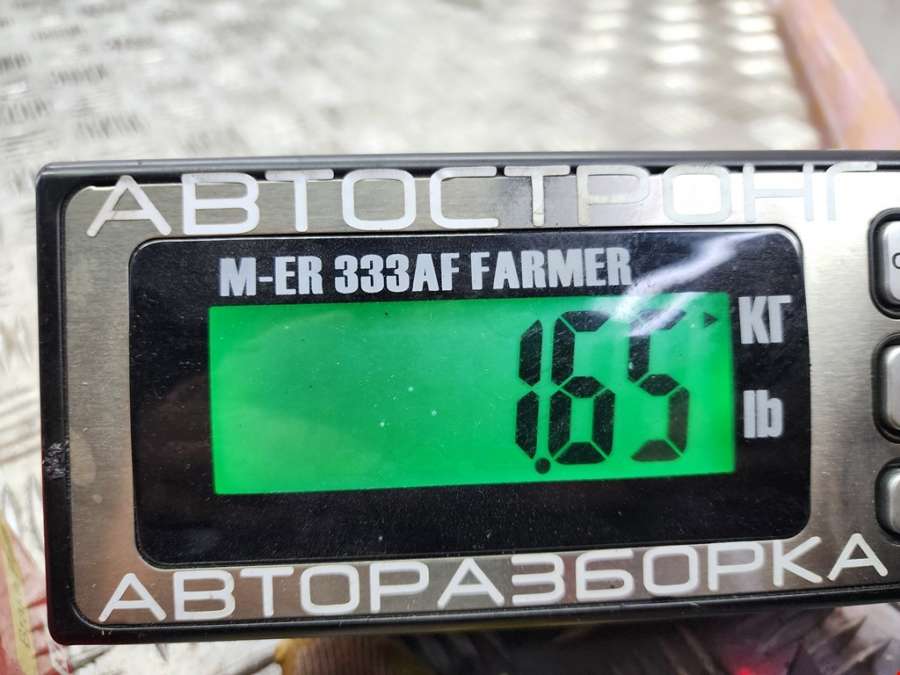 АВТОСТРОНГ
M-ER 333AF FARMER
1.65
КГ
lb
АВТОРАЗБОРКА